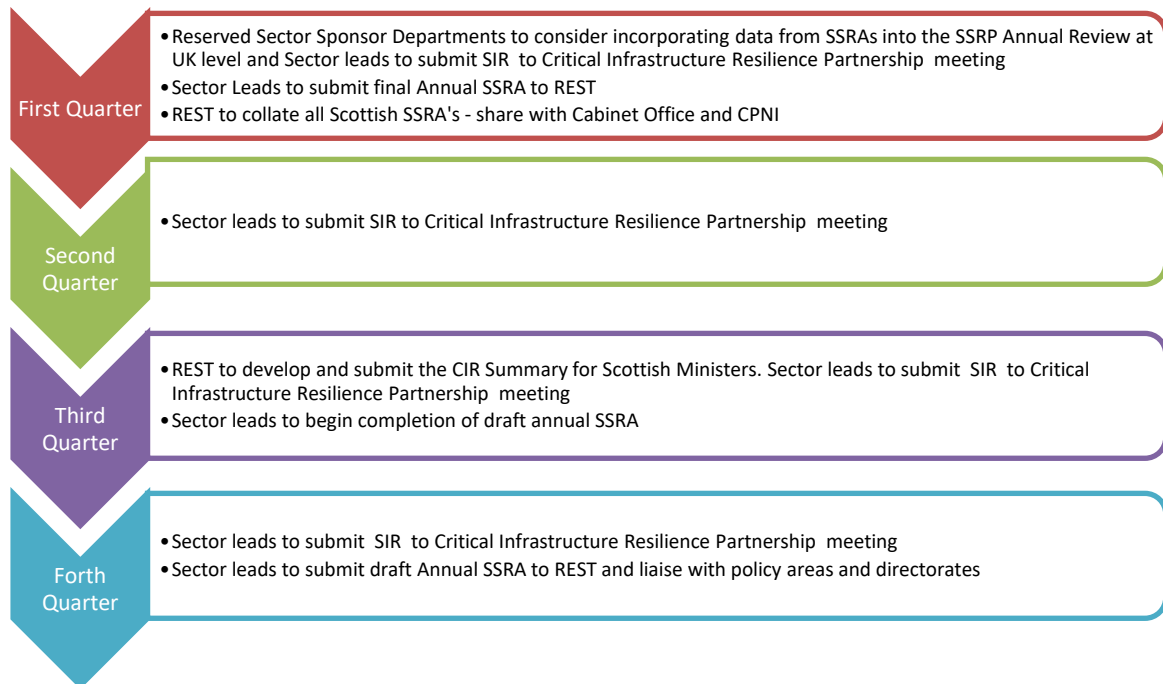 First Quarter
•Reserved Sector Sponsor Departments to consider incorporating data from SSRAs into the SSRP Annual Review at
UK level and Sector leads to submit SIR to Critical Infrastructure Resilience Partnership meeting
•Sector Leads to submit final Annual SSRA to REST
•REST to collate all Scottish SSRA's - share with Cabinet Office and CPNI
Second
Quarter
•Sector leads to submit SIR to Critical Infrastructure Resilience Partnership meeting
Third
Quarter
•REST to develop and submit the CIR Summary for Scottish Ministers. Sector leads to submit SIR to Critical
Infrastructure Resilience Partnership meeting
•Sector leads to begin completion of draft annual SSRA
Forth
Quarter
•Sector leads to submit SIR to Critical Infrastructure Resilience Partnership meeting
•Sector leads to submit draft Annual SSRA to REST and liaise with policy areas and directorates